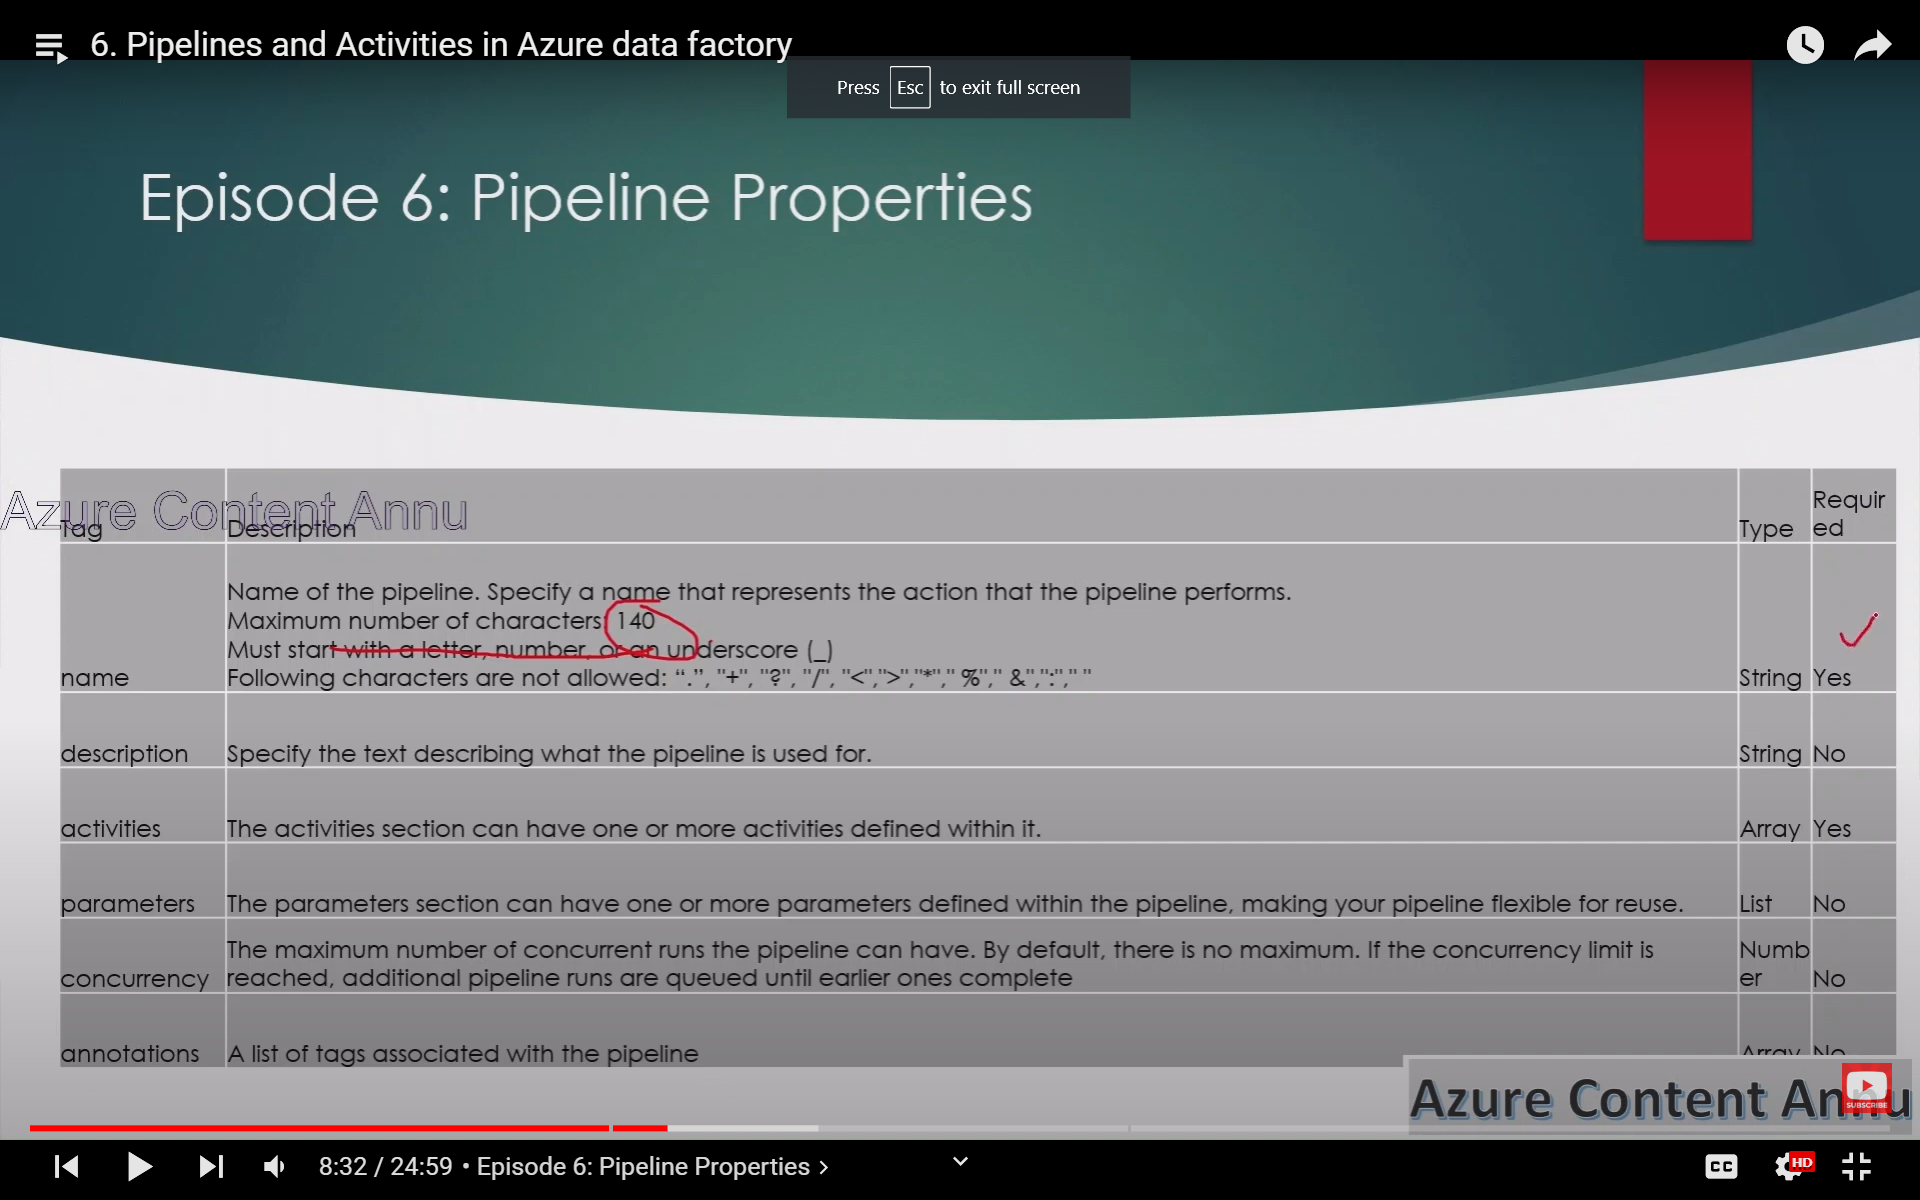 6. Pipelines and Activities in Azure data factory
Press Esc to exit full screen
Episode 6: Pipeline Properties
Azure Content Annu
Tag Description Type Required
name Name of the pipeline. Specify a name that represents the action that the pipeline performs.
Maximum number of characters: 140
Must start with a letter, number, or an underscore (_)
Following characters are not allowed: “.”, "+", "?", "/", "<",">","*"," %"," &",":"," " String Yes
description Specify the text describing what the pipeline is used for. String No
activities The activities section can have one or more activities defined within it. Array Yes
parameters The parameters section can have one or more parameters defined within the pipeline, making your pipeline flexible for reuse. List No
concurrency The maximum number of concurrent runs the pipeline can have. By default, there is no maximum. If the concurrency limit is
reached, additional pipeline runs are queued until earlier ones complete Number No
annotations A list of tags associated with the pipeline Array No
Azure Content Annu
SUBSCRIBE
8:32 / 24:59 • Episode 6: Pipeline Properties >
CC
HD